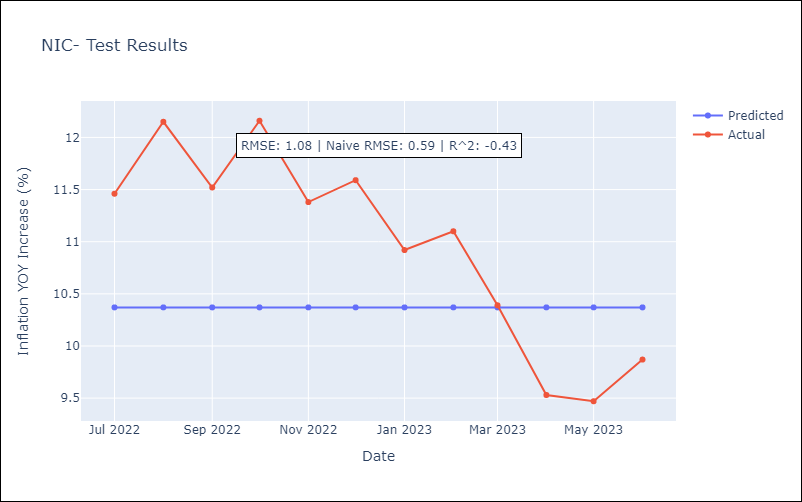 NIC- Test Results
Predicted
Actual
RMSE: 1.08 | Naive RMSE: 0.59 | R^2: -0.43
Inflation YOY Increase (%)
12
11.5
11
10.5
10
9.5
Jul 2022
Sep 2022
Nov 2022
Jan 2023
Mar 2023
May 2023
Date